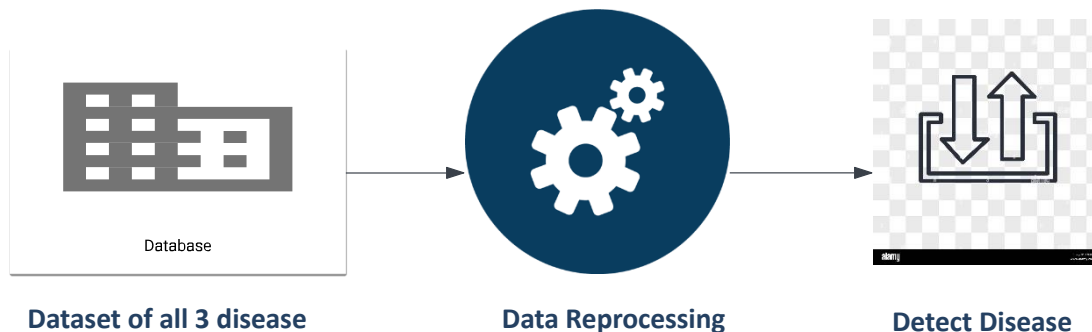 Database
alamy
Dataset of all 3 disease
Data Reprocessing
Detect Disease